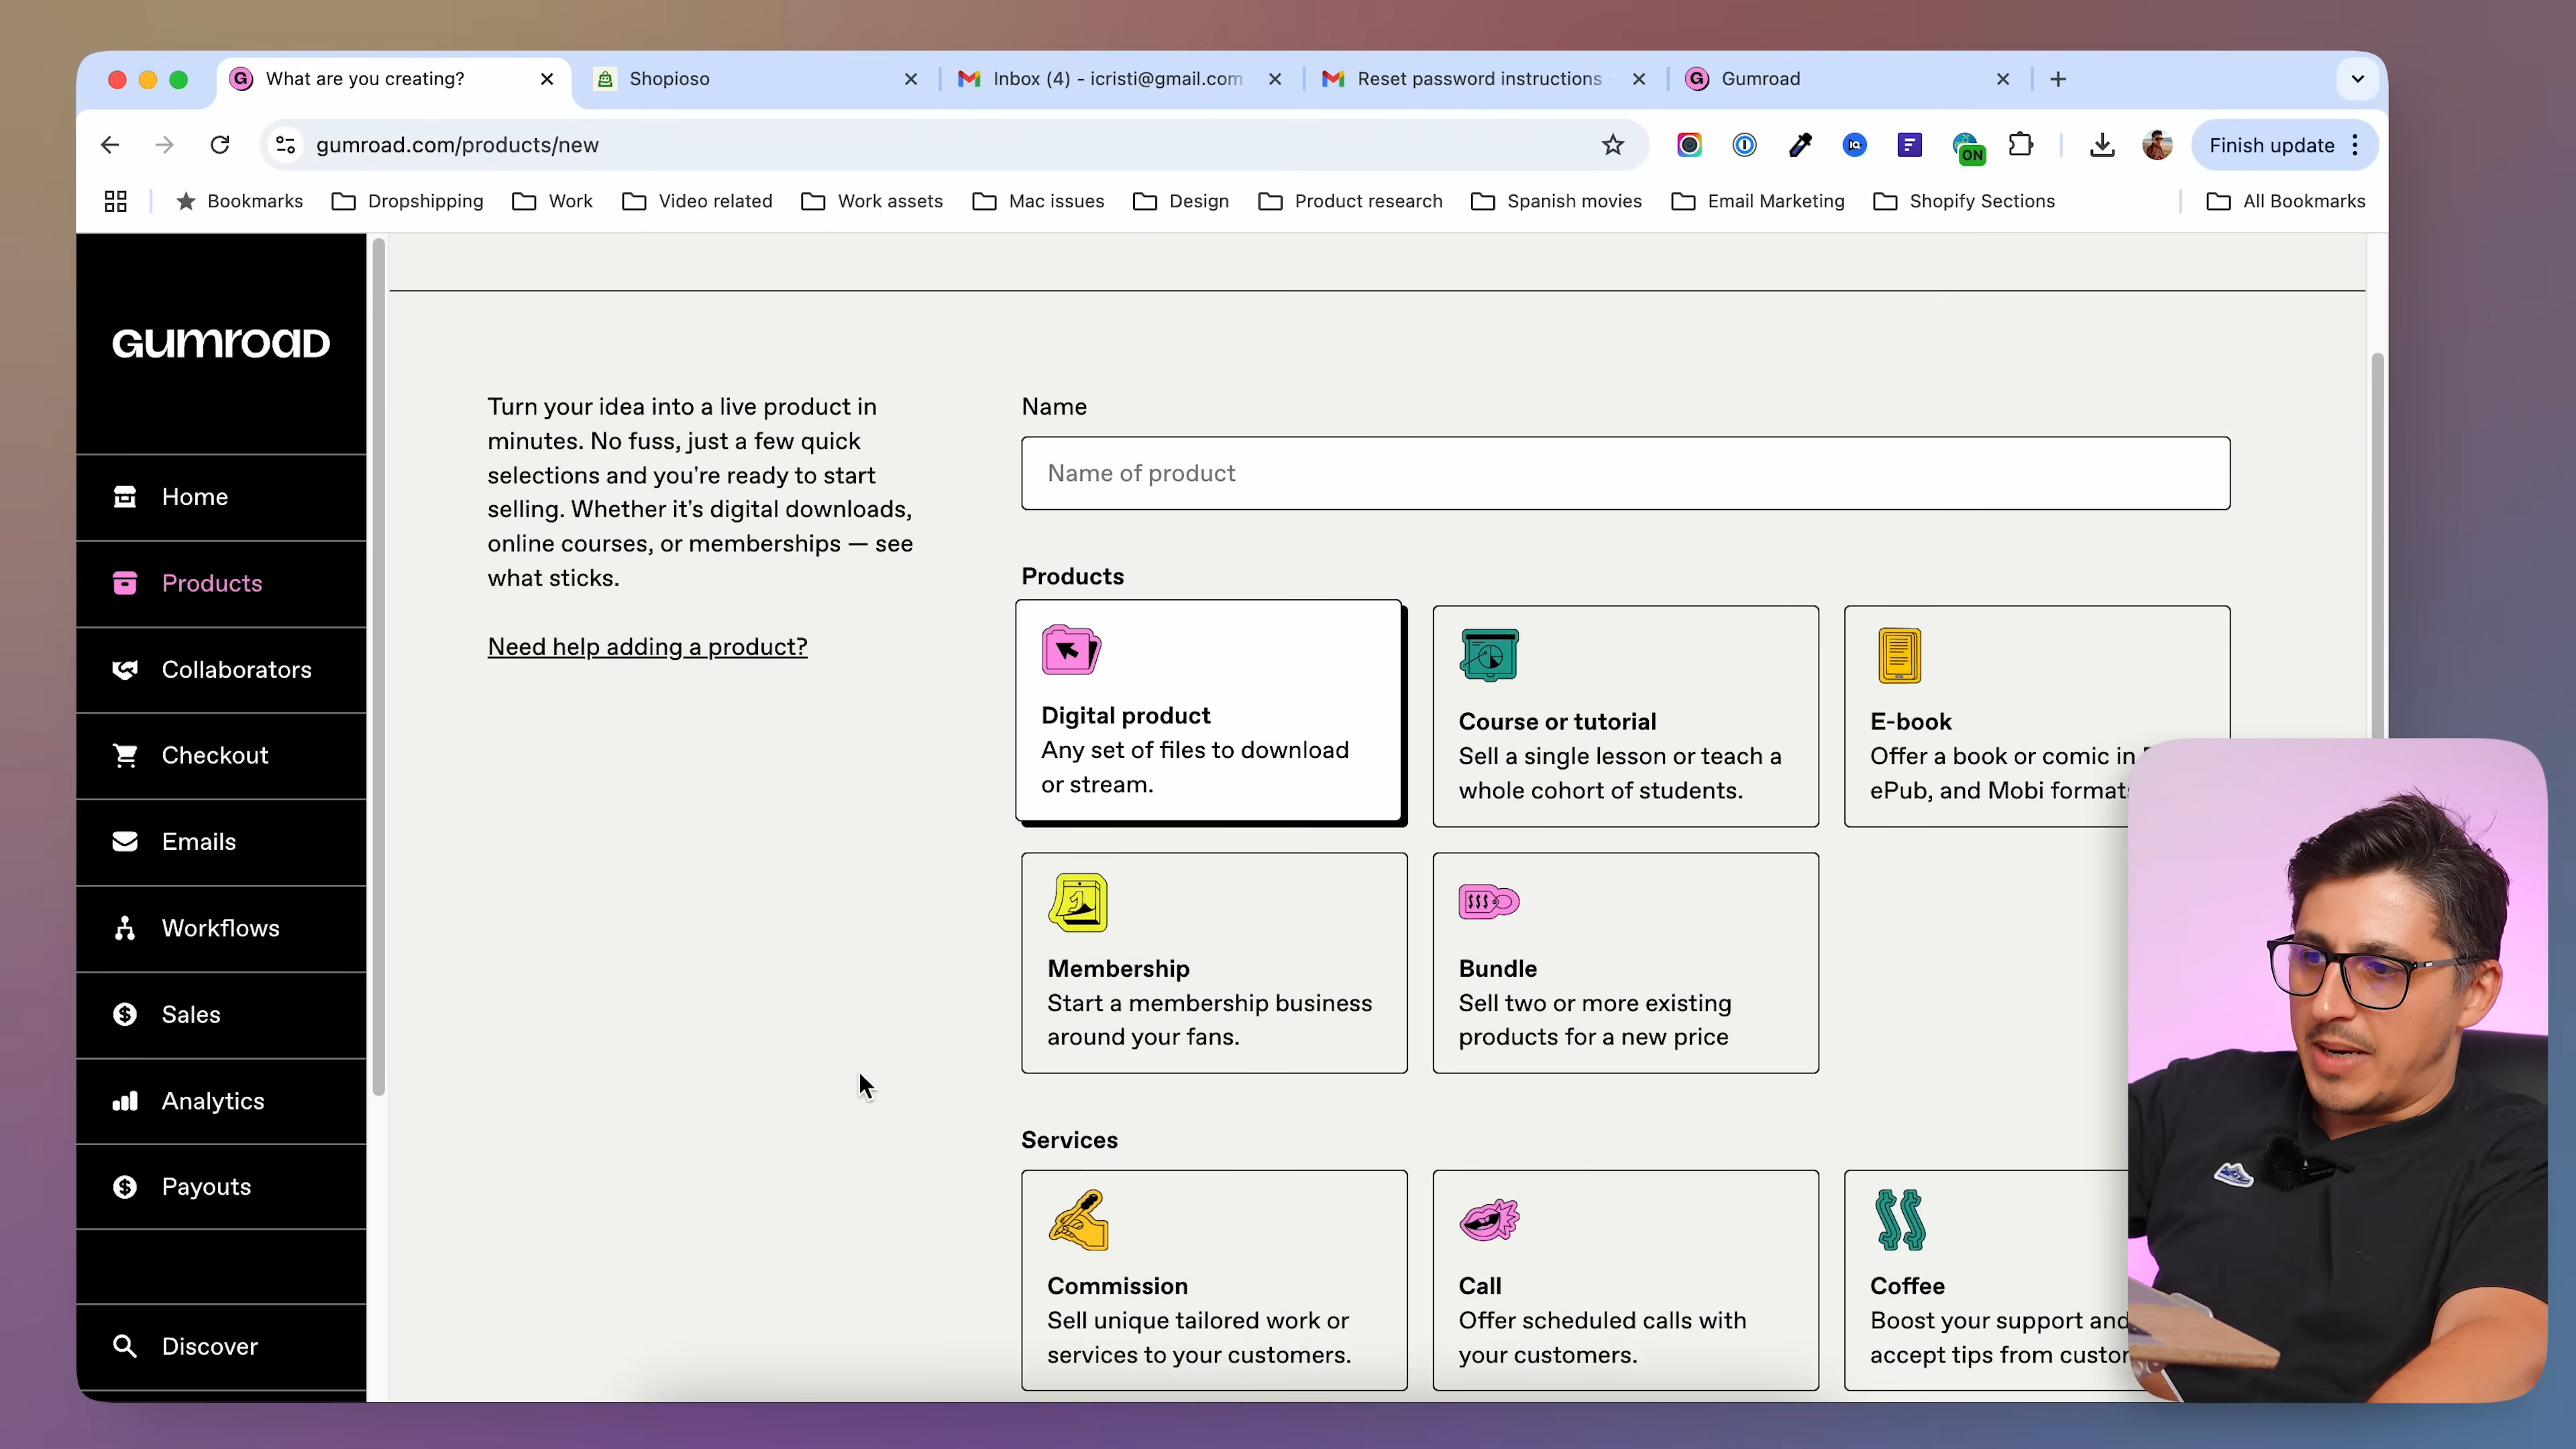 What are you creating?
Shopioso
Inbox (4) - icristi@gmail.com
Reset password instructions
Gumroad
gumroad.com/products/new
ON
Finish update
Bookmarks
Dropshipping
Work
Video related
Work assets
Mac issues
Design
Product research
Spanish movies
Email Marketing
Shopify Sections
All Bookmarks
GUMROAD
Home
Products
Collaborators
Checkout
Emails
Workflows
Sales
Analytics
Payouts
Discover
Turn your idea into a live product in
minutes. No fuss, just a few quick
selections and you're ready to start
selling. Whether it's digital downloads,
online courses, or memberships — see
what sticks.
Need help adding a product?
Name
Name of product
Products
Digital product
Any set of files to download
or stream.
Course or tutorial
Sell a single lesson or teach a
whole cohort of students.
E-book
Offer a book or comic in
ePub, and Mobi formats
Membership
Start a membership business
around your fans.
Bundle
Sell two or more existing
products for a new price
Services
Commission
Sell unique tailored work or
services to your customers.
Call
Offer scheduled calls with
your customers.
Coffee
Boost your support and
accept tips from